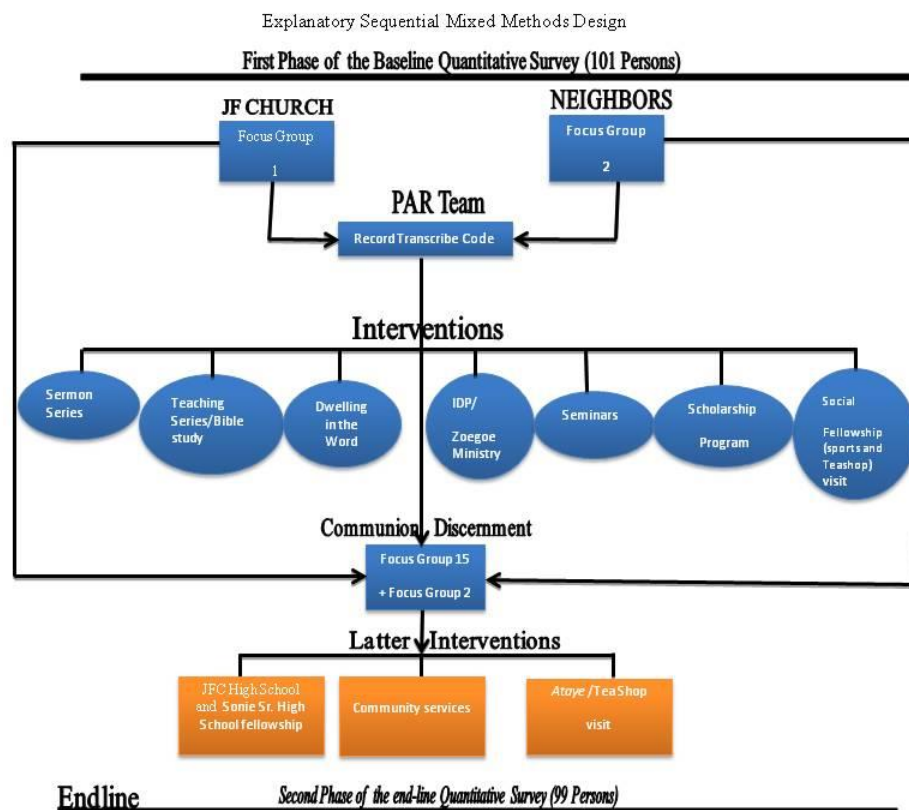 Explanatory Sequential Mixed Methods Design
First Phase of the Baseline Quantitative Survey (101 Persons)
JF CHURCH
NEIGHBORS
Focus Group
1
Focus Group
2
PAR Team
Record Transcribe Code
Interventions
Sermon
Series
Teaching
Series/Bible
study
Dwelling
in the
Word
IDP/
Zoegoe
Ministry
Seminars
Scholarship
Program
Social
Fellowship
(sports and
Teashop)
visit
Communion Discernment
Focus Group 15
+ Focus Group 2
Latter Interventions
JFC High School
and Sonie Sr. High
School fellowship
Community services
Ataye /Tea Shop
visit
Endline
Second Phase of the end-line Quantitative Survey (99 Persons)